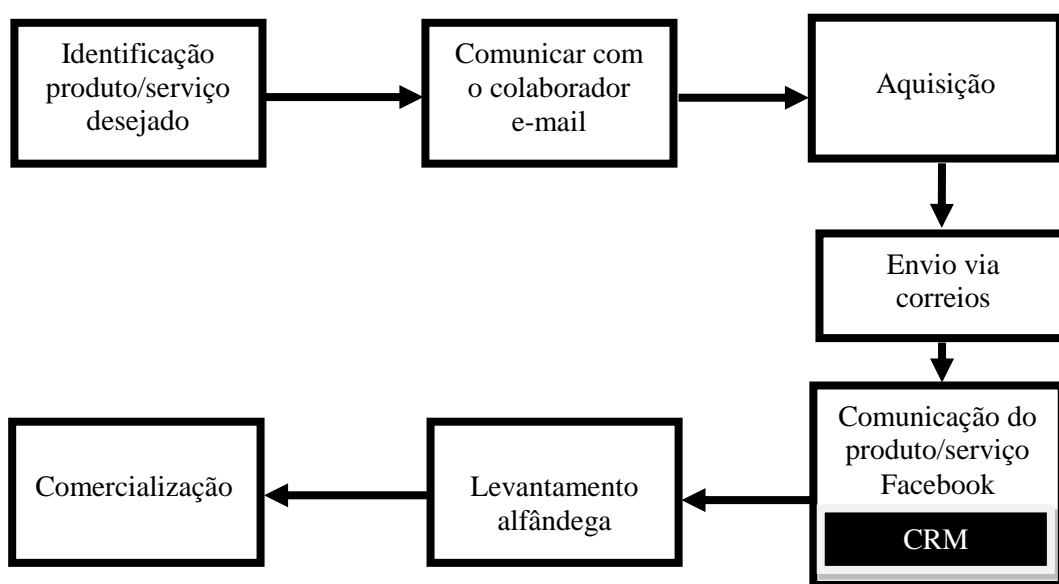 Identificação
produto/serviço
desejado
Comunicar com
o colaborador
e-mail
Aquisição
Envio via
correios
Comunicação do
produto/serviço
Facebook
CRM
Levantamento
alfândega
Comercialização